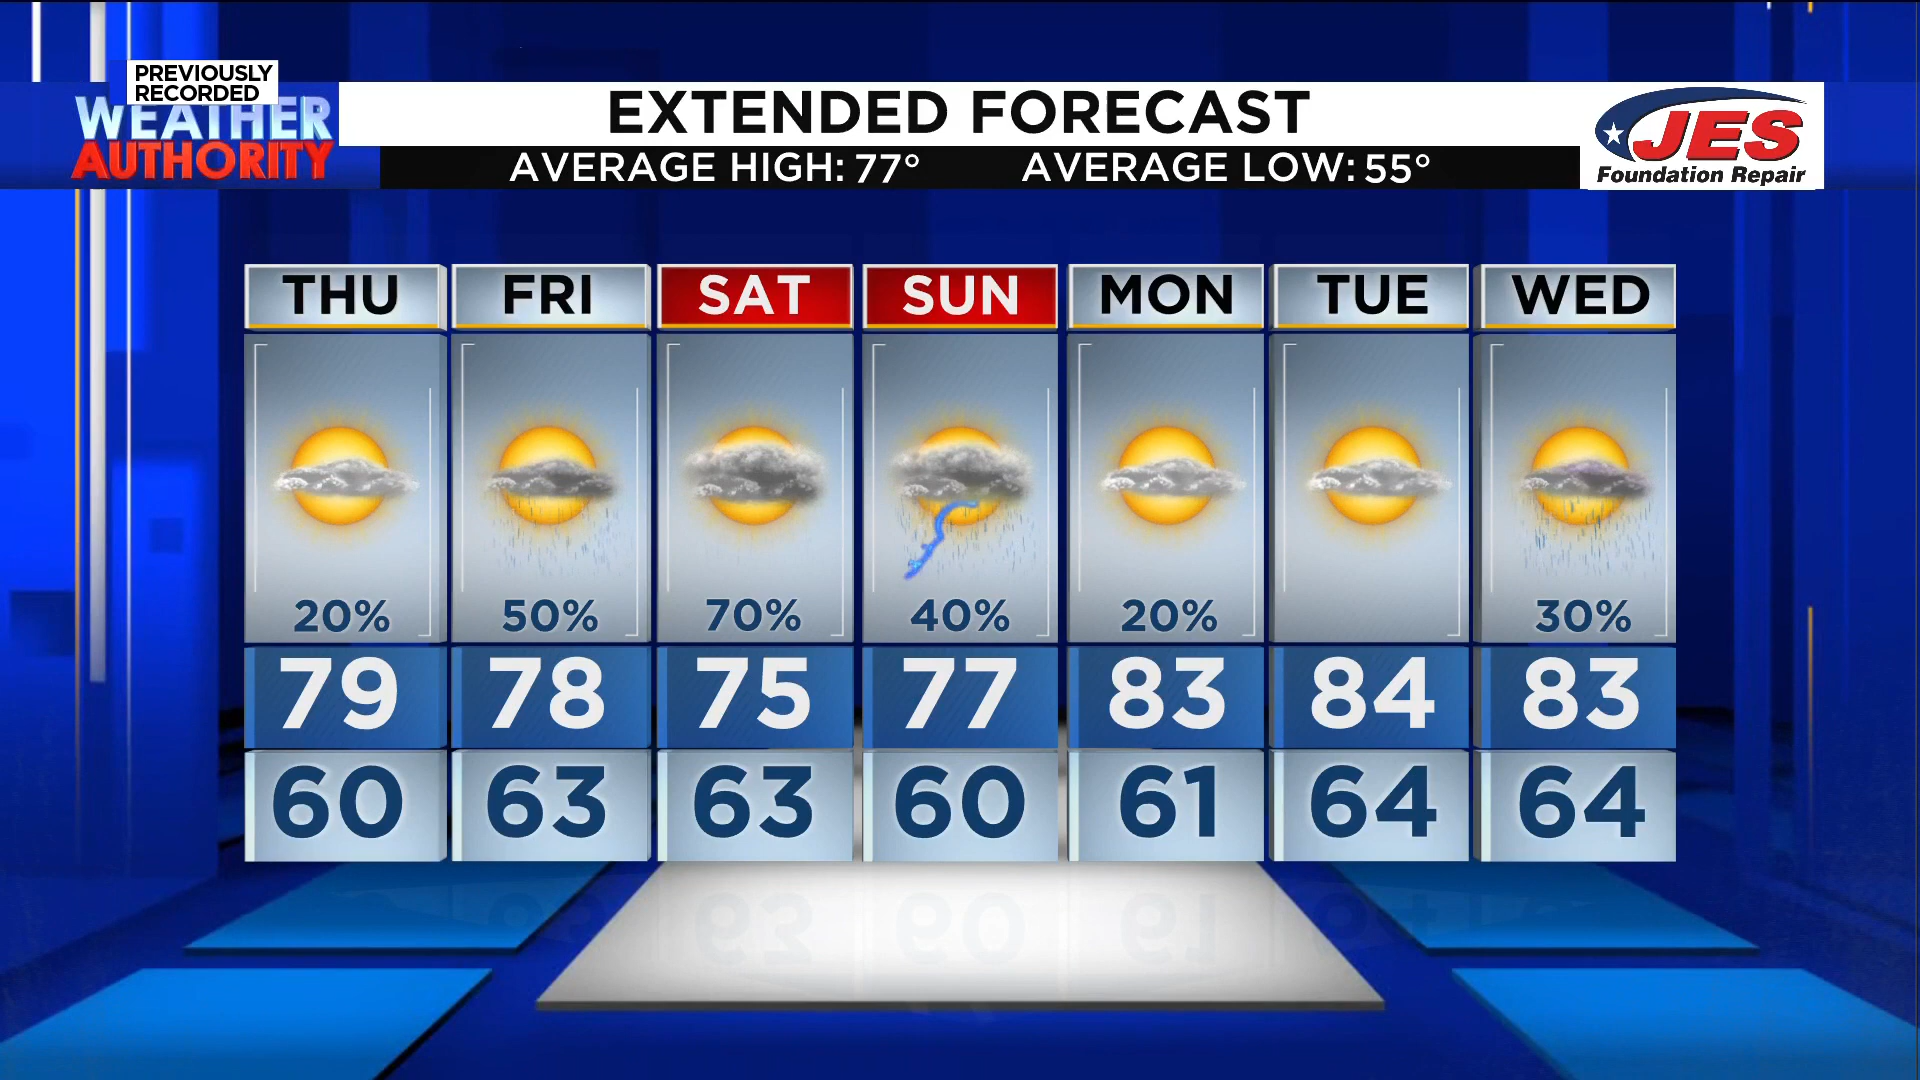 PREVIOUSLY
RECORDED
WEATHER
AUTHORITY
EXTENDED FORECAST
AVERAGE HIGH: 77° AVERAGE LOW: 55°
JES
Foundation Repair
THU FRI SAT SUN MON TUE WED
20% 50% 70% 40% 20% 30%
79 78 75 77 83 84 83
60 63 63 60 61 64 64